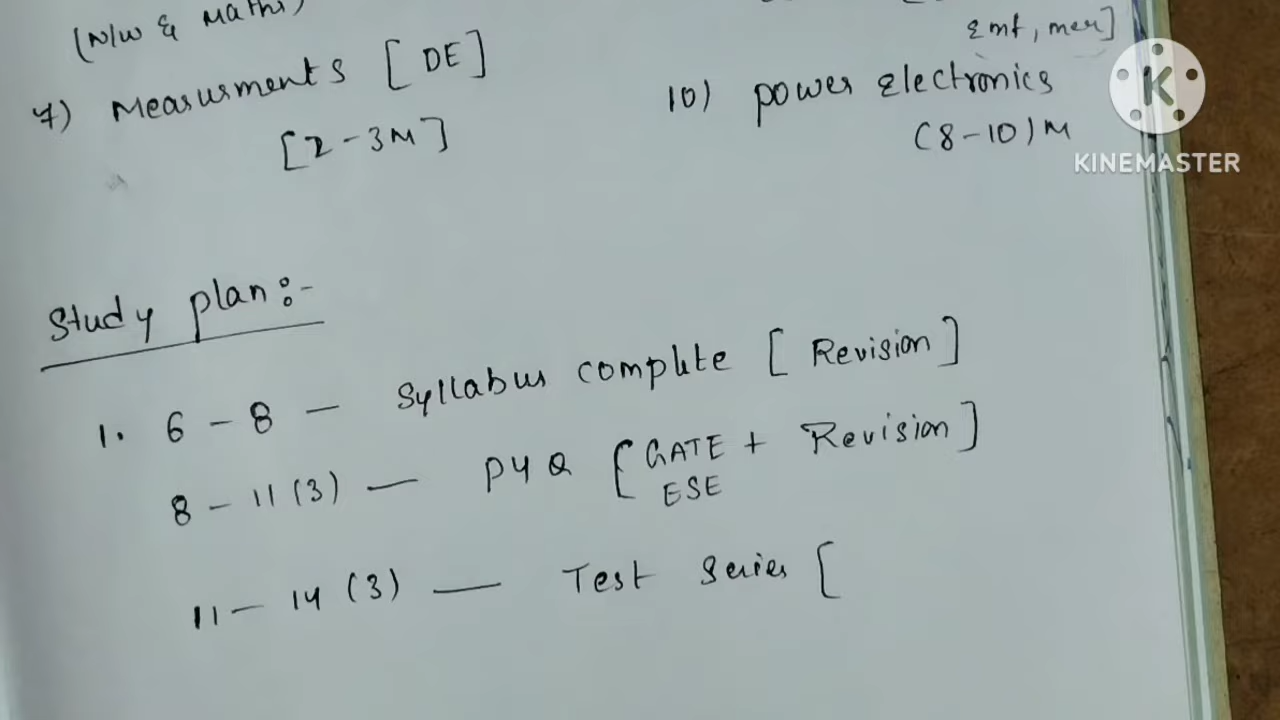 (N/W & Maths)
7) Measurments [DE]
[2-3M]
Emf, mer]
10) power Electronics
(8-10)M
KINEMASTER
Study plan:-
1. 6-8 — Syllabus complete [Revision]
8-11(3) — PYQ [GATE + Revision]
ESE
11-14(3) — Test Series [